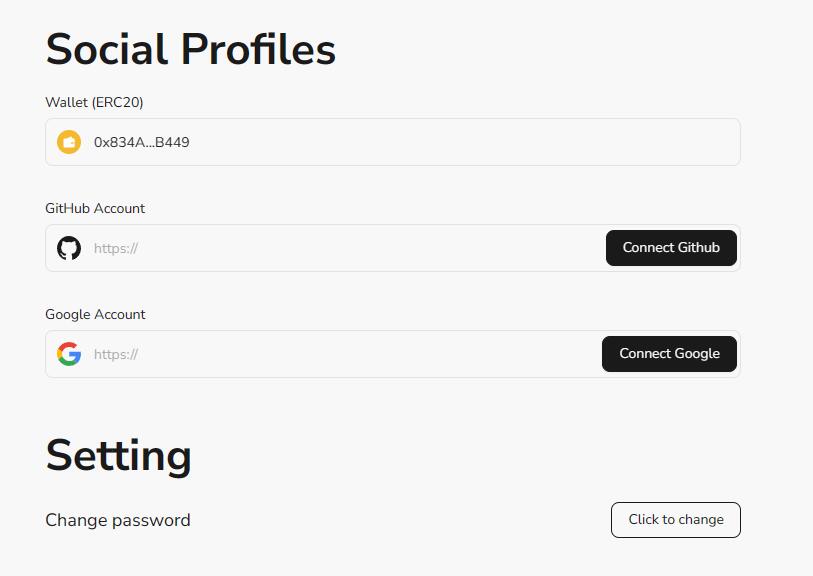 Social Profiles
Wallet (ERC20)
0x834A...B449
GitHub Account
https://
Connect Github
Google Account
https://
Connect Google
Setting
Change password
Click to change